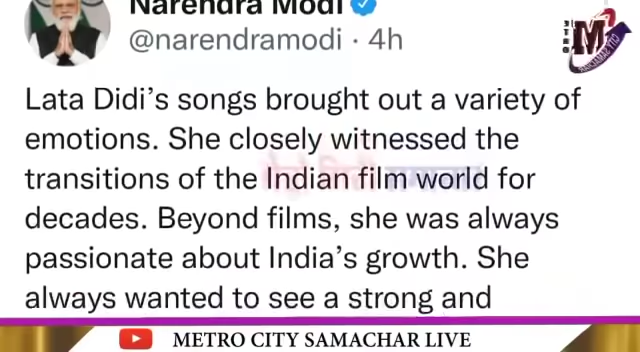 Narendra Modi
@narendramodi · 4h
Lata Didi's songs brought out a variety of
emotions. She closely witnessed the
transitions of the Indian film world for
decades. Beyond films, she was always
passionate about India's growth. She
always wanted to see a strong and
METRO CITY SAMACHAR LIVE